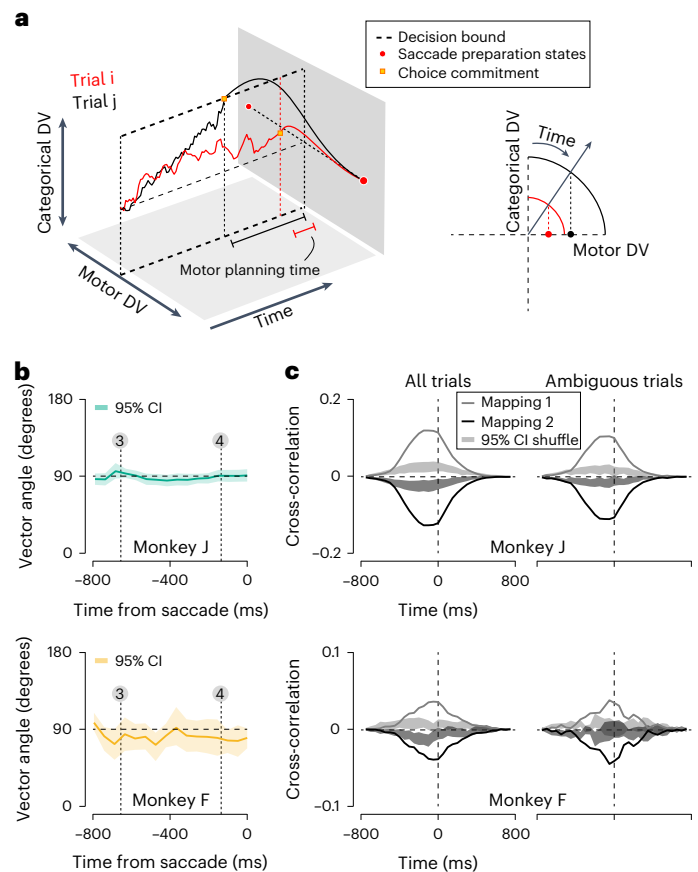 a
Decision bound
Saccade preparation states
Choice commitment
Trial i
Trial j
Categorical DV
Motor DV
Time
Motor planning time
Categorical DV
Time
Motor DV
b
Vector angle (degrees)
180
90
0
95% CI
3
4
Monkey J
–800
–400
0
Time from saccade (ms)
c
All trials
Ambiguous trials
Mapping 1
Mapping 2
95% CI shuffle
Cross-correlation
0.2
0
–0.2
Monkey J
–800
0
800
Time (ms)
Vector angle (degrees)
180
90
0
95% CI
3
4
Monkey F
–800
–400
0
Time from saccade (ms)
Cross-correlation
0.1
0
–0.1
Monkey F
–800
0
800
Time (ms)